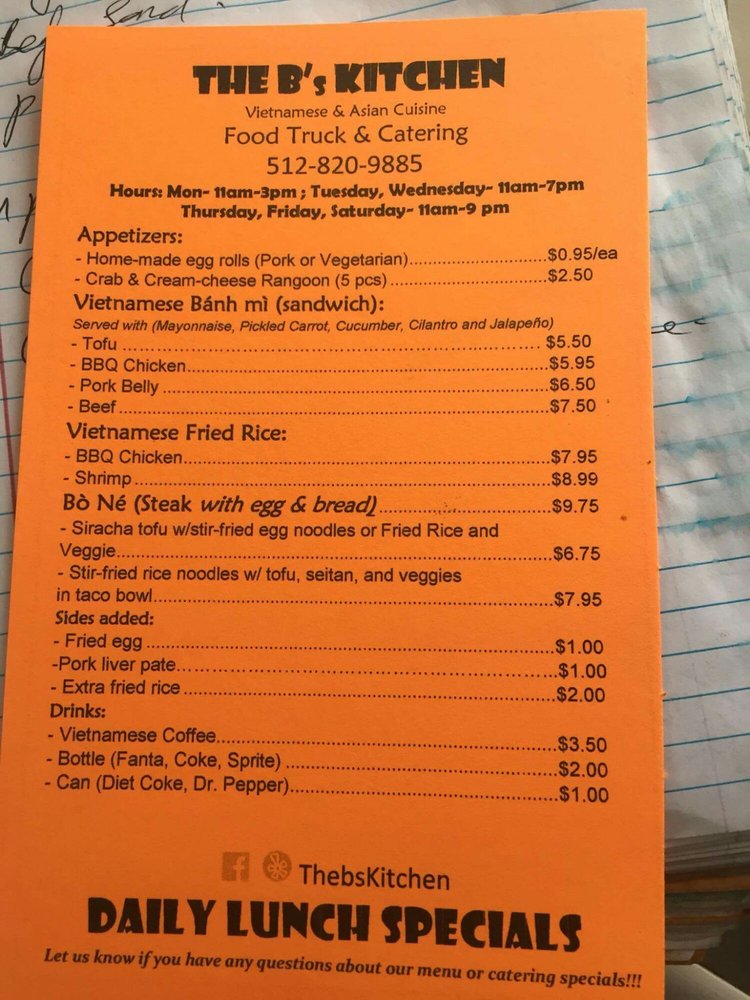 THE B's KITCHEN
Vietnamese & Asian Cuisine
Food Truck & Catering
512-820-9885
Hours: Mon- 11am-3pm ; Tuesday, Wednesday- 11am-7pm
Thursday, Friday, Saturday- 11am-9 pm
Appetizers:
- Home-made egg rolls (Pork or Vegetarian)..............................$0.95/ea
- Crab & Cream-cheese Rangoon (5 pcs)..............................$2.50
Vietnamese Bánh mì (sandwich):
Served with (Mayonnaise, Pickled Carrot, Cucumber, Cilantro and Jalapeño)
- Tofu ..............................$5.50
- BBQ Chicken..............................$5.95
- Pork Belly ..............................$6.50
- Beef..............................$7.50
Vietnamese Fried Rice:
- BBQ Chicken..............................$7.95
- Shrimp..............................$8.99
Bò Né (Steak with egg & bread)..............................$9.75
- Siracha tofu w/stir-fried egg noodles or Fried Rice and
Veggie..............................$6.75
- Stir-fried rice noodles w/ tofu, seitan, and veggies
in taco bowl..............................$7.95
Sides added:
- Fried egg ..............................$1.00
-Pork liver pate..............................$1.00
- Extra fried rice ..............................$2.00
Drinks:
- Vietnamese Coffee..............................$3.50
- Bottle (Fanta, Coke, Sprite) ..............................$2.00
- Can (Diet Coke, Dr. Pepper)..............................$1.00
ThebsKitchen
DAILY LUNCH SPECIALS
Let us know if you have any questions about our menu or catering specials!!!